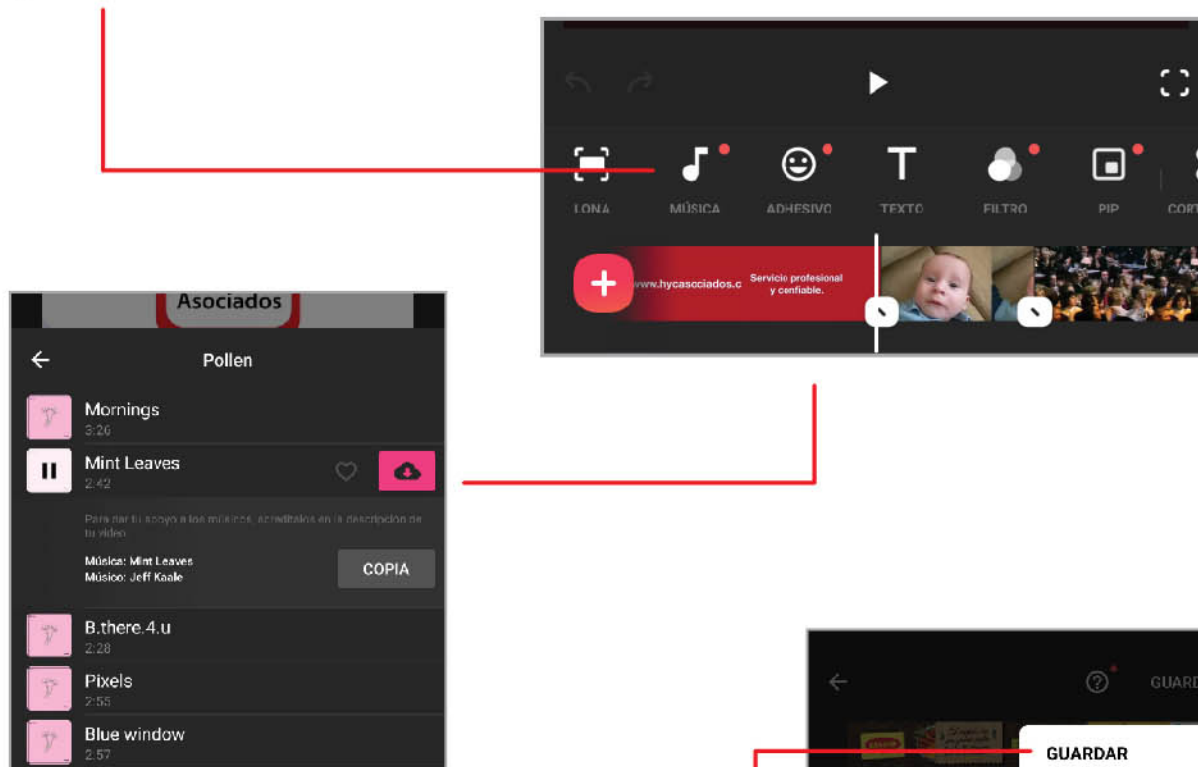 LONA
MÚSICA
ADHESIVO
TEXTO
FILTRO
PIP
CORT
www.hycasociados.c
Servicio profesional
y confiable.
Asociados
Pollen
Mornings
3:26
Mint Leaves
2:42
Para dar tu apoyo a los músicos, acredítalos en la descripción de
tu video
Música: Mint Leaves
Músico: Jeff Kaale
COPIA
B.there.4.u
2:28
Pixels
2:55
Blue window
2:57
GUARD
GUARDAR